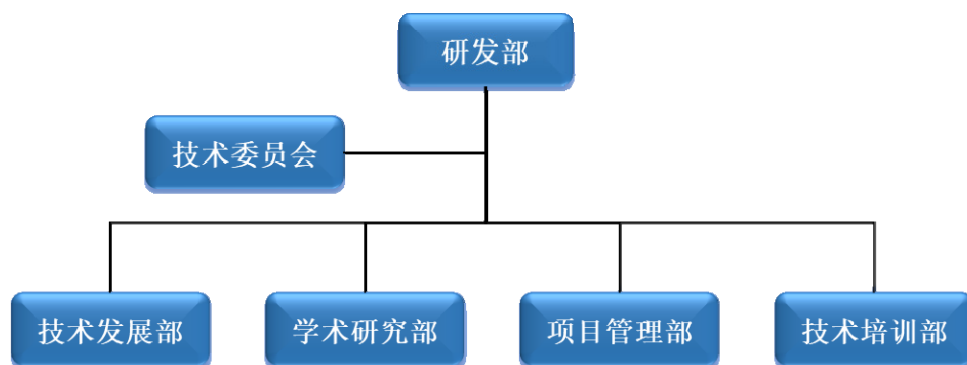 研发部
技术委员会
技术发展部
学术研究部
项目管理部
技术培训部